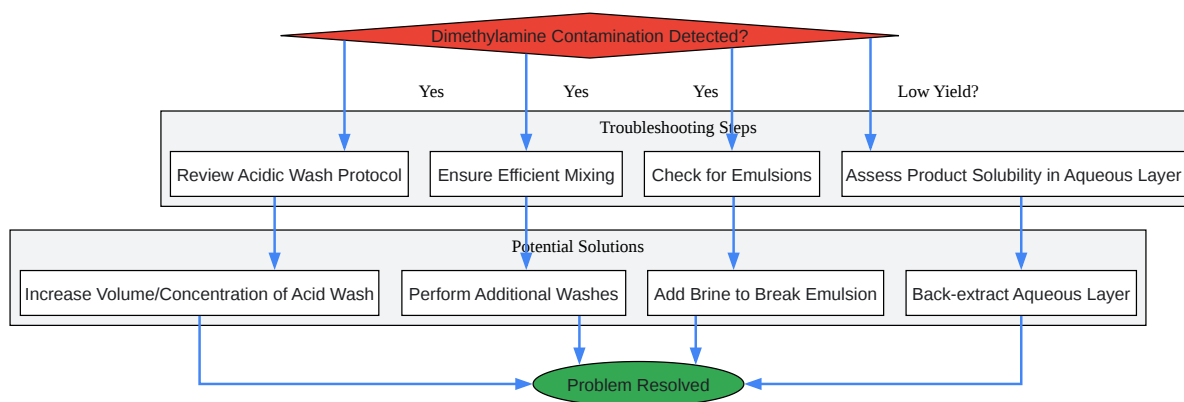 Dimethylamine Contamination Detected?
Yes
Yes
Yes
Low Yield?
Troubleshooting Steps
Review Acidic Wash Protocol
Ensure Efficient Mixing
Check for Emulsions
Assess Product Solubility in Aqueous Layer
Potential Solutions
Increase Volume/Concentration of Acid Wash
Perform Additional Washes
Add Brine to Break Emulsion
Back-extract Aqueous Layer
Problem Resolved